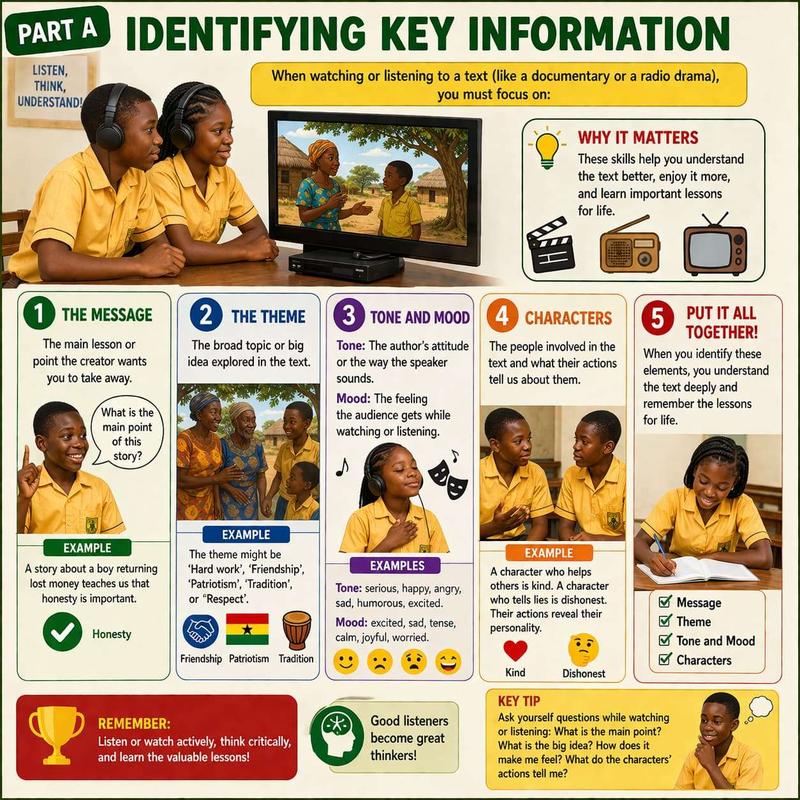 PART A
IDENTIFYING KEY INFORMATION
LISTEN,
THINK,
UNDERSTAND!
When watching or listening to a text (like a documentary or a radio drama),
you must focus on:
WHY IT MATTERS
These skills help you understand
the text better, enjoy it more,
and learn important lessons
for life.
1 THE MESSAGE
The main lesson or
point the creator wants
you to take away.
What is the
main point
of this
story?
EXAMPLE
A story about a boy returning
lost money teaches us that
honesty is important.
Honesty
2 THE THEME
The broad topic or big
idea explored in the text.
EXAMPLE
The theme might be
‘Hard work’, ‘Friendship’,
‘Patriotism’, ‘Tradition’,
or “Respect’.
Friendship Patriotism Tradition
3 TONE AND MOOD
Tone: The author’s attitude
or the way the speaker
sounds.
Mood: The feeling
the audience gets while
watching or listening.
EXAMPLES
Tone: serious, happy, angry,
sad, humorous, excited.
Mood: excited, sad, tense,
calm, joyful, worried.
4 CHARACTERS
The people involved in the
text and what their actions
tell us about them.
EXAMPLE
A character who helps
others is kind. A character
who tells lies is dishonest.
Their actions reveal their
personality.
Kind Dishonest
5 PUT IT ALL
TOGETHER!
When you identify these
elements, you understand
the text deeply and
remember the lessons
for life.
Message
Theme
Tone and Mood
Characters
REMEMBER:
Listen or watch actively, think critically,
and learn the valuable lessons!
Good listeners
become great
thinkers!
KEY TIP
Ask yourself questions while watching
or listening: What is the main point?
What is the big idea? How does it
make me feel? What do the characters’
actions tell me?